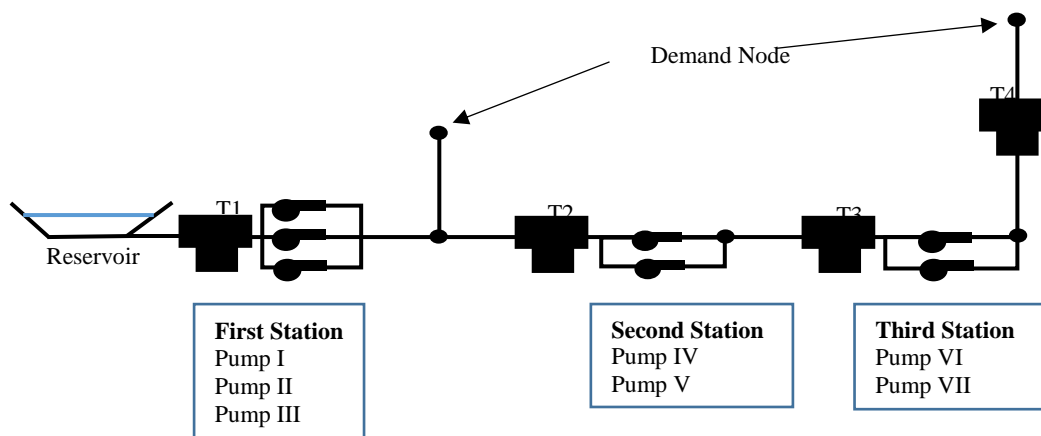 Demand Node
T4
T1
T2
T3
Reservoir
First Station
Pump I
Pump II
Pump III
Second Station
Pump IV
Pump V
Third Station
Pump VI
Pump VII